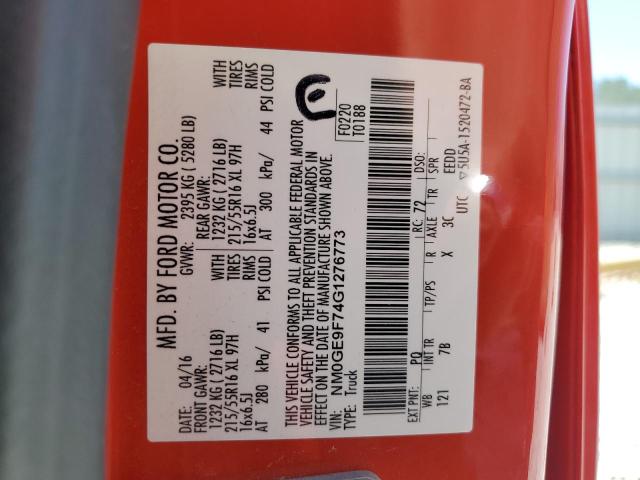 MFD. BY FORD MOTOR CO.
DATE: 04/16 GVWR: 2395 KG ( 5280 LB)
FRONT GAWR: REAR GAWR:
1232 KG ( 2716 LB) WITH 1232 KG ( 2716 LB) WITH
215/55R16 XL 97H TIRES 215/55R16 XL 97H TIRES
16x6.5J RIMS 16x6.5J RIMS
AT 280 kPa/ 41 PSI COLD AT 300 kPa/ 44 PSI COLD
THIS VEHICLE CONFORMS TO ALL APPLICABLE FEDERAL MOTOR
VEHICLE SAFETY AND THEFT PREVENTION STANDARDS IN
EFFECT ON THE DATE OF MANUFACTURE SHOWN ABOVE.
VIN: NM0GE9F74G1276773
TYPE: Truck
F0220
T0188
EXT PNT: PQ RC: 72 DSO:
WB INT TR TP/PS R AXLE TR SPR
121 7B X 3C EEDD
UTC ▽5U5A-1520472-BA